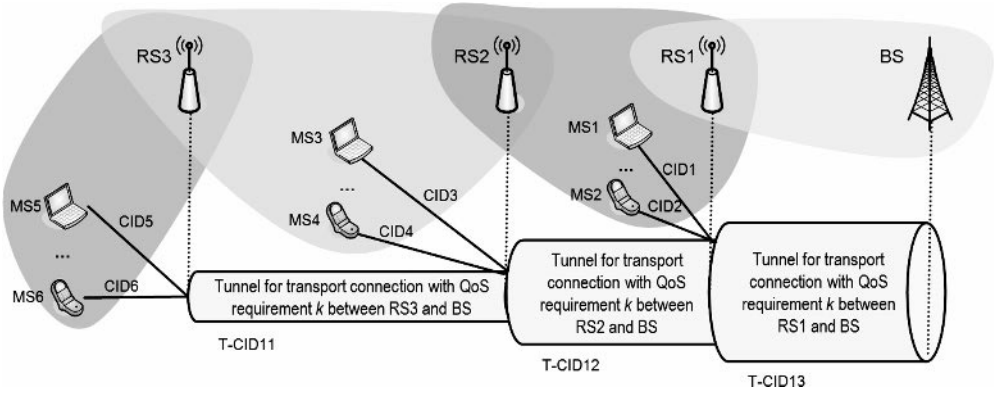 RS3
RS2
RS1
BS
MS1
MS3
...
CID1
...
CID3
MS2
CID2
MS5
MS4
CID4
CID5
...
CID6
MS6
Tunnel for transport connection with QoS
requirement k between RS3 and BS
Tunnel for transport
connection with QoS
requirement k between
RS2 and BS
Tunnel for transport
connection with QoS
requirement k between
RS1 and BS
T-CID11
T-CID12
T-CID13